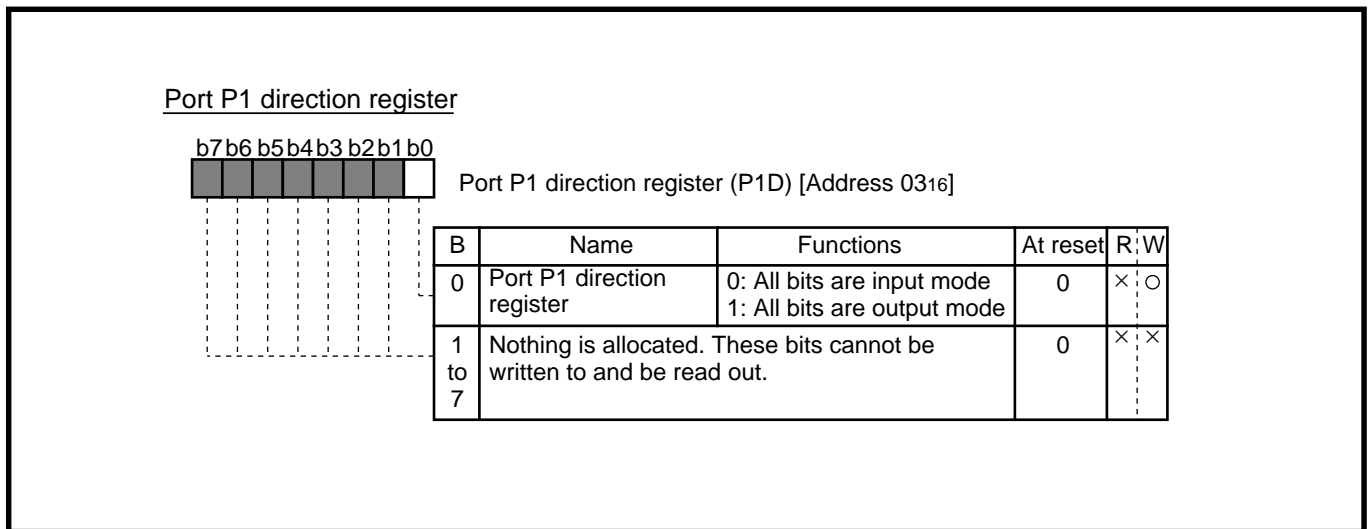 Port P1 direction register
b7 b6 b5 b4 b3 b2 b1 b0
Port P1 direction register (P1D) [Address 0316]
B Name Functions At reset R W
0 Port P1 direction register 0: All bits are input mode 0 × ○
1: All bits are output mode
1 to 7 Nothing is allocated. These bits cannot be 0 × ×
written to and be read out.